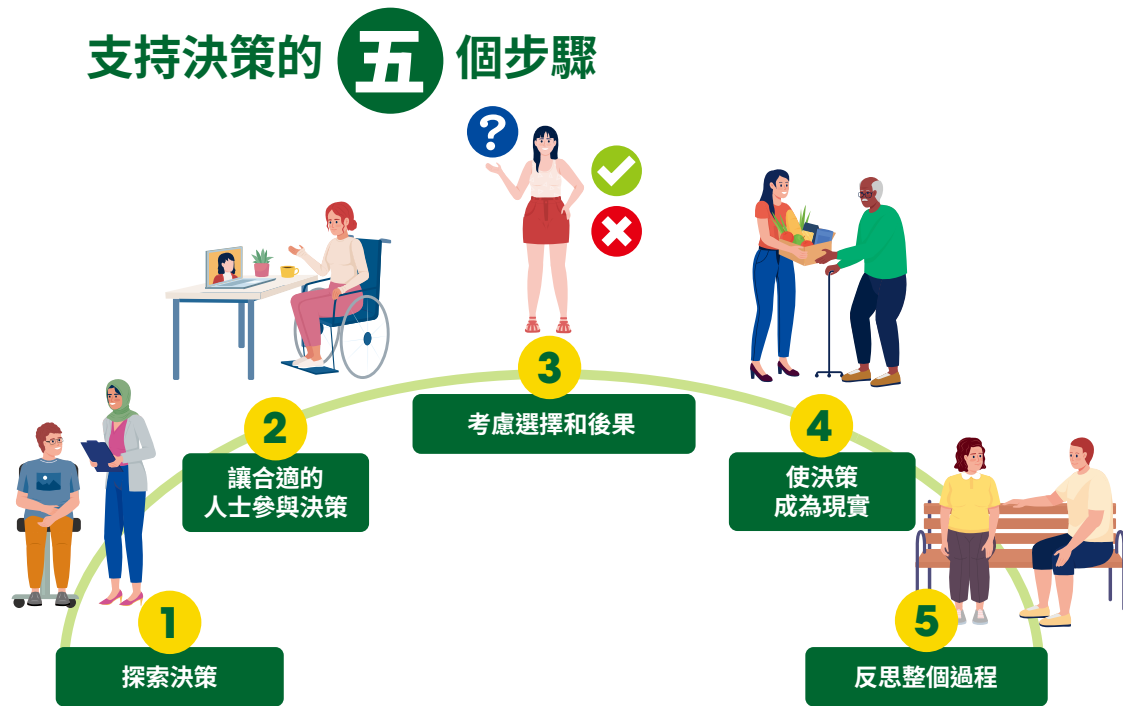 支持決策的 五 個步驟
?
3
考慮選擇和後果
2
讓合適的
人士參與決策
4
使決策
成為現實
1
探索決策
5
反思整個過程